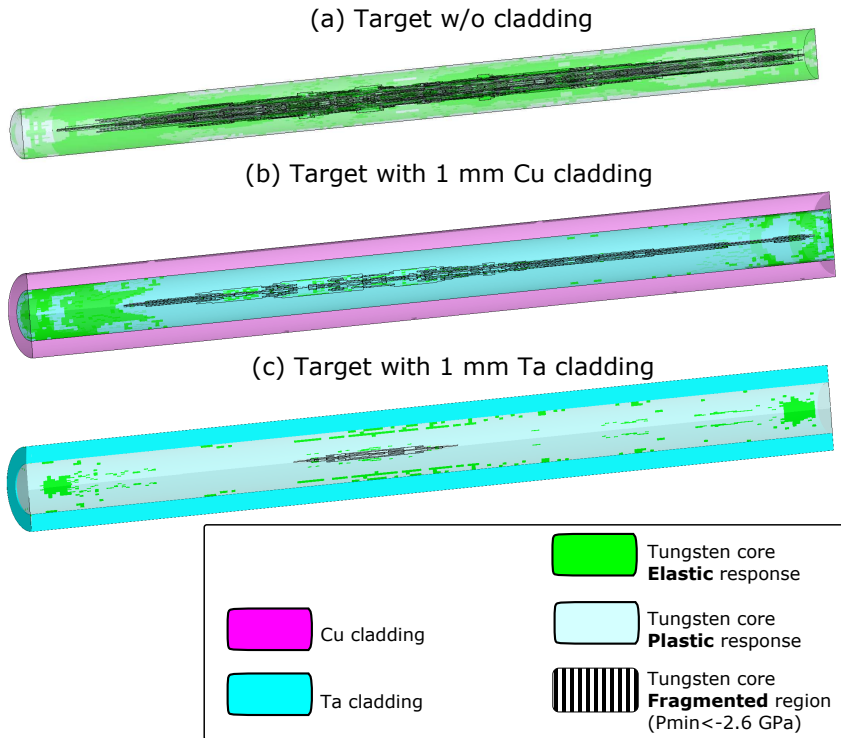 (a) Target w/o cladding
(b) Target with 1 mm Cu cladding
(c) Target with 1 mm Ta cladding
Cu cladding
Ta cladding
Tungsten core
Elastic response
Tungsten core
Plastic response
Tungsten core
Fragmented region
(Pmin<-2.6 GPa)